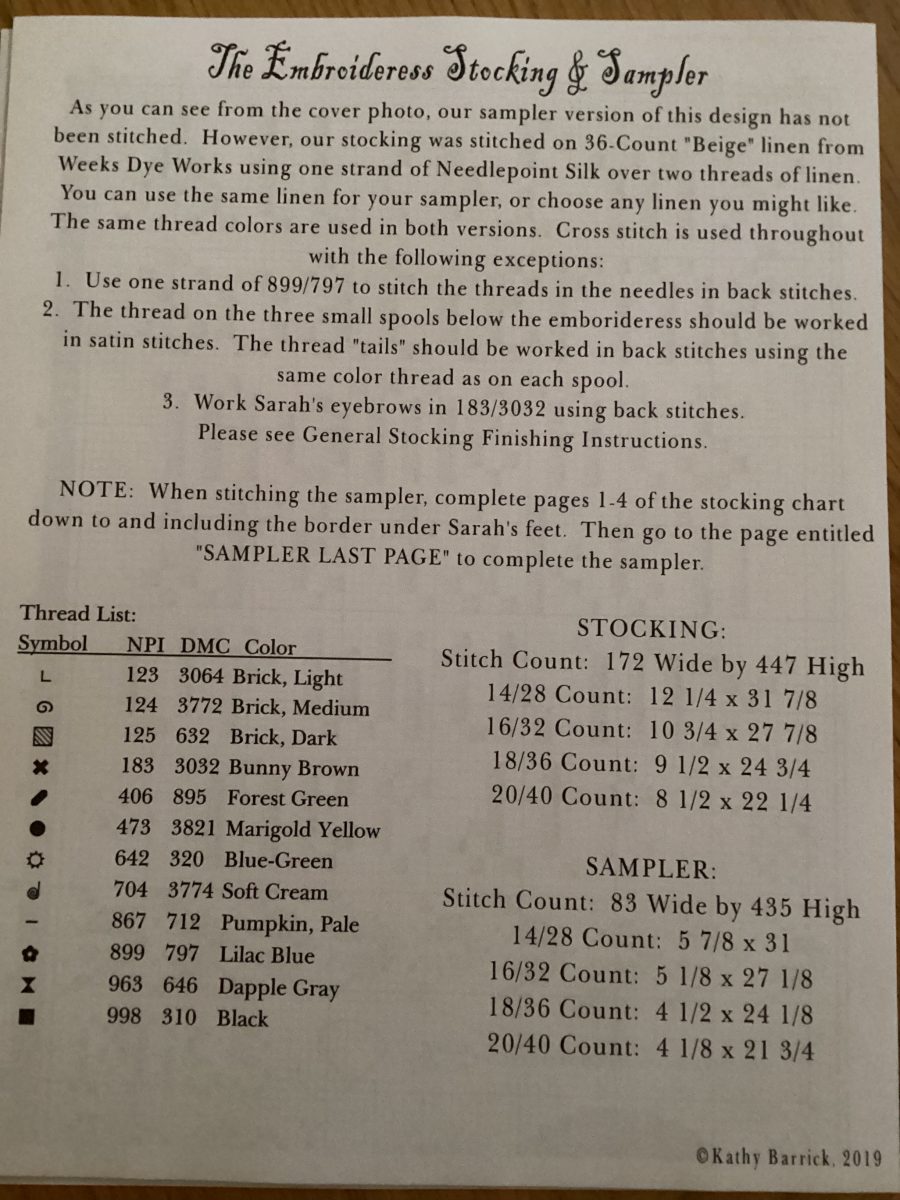 The Embroideress Stocking & Sampler
As you can see from the cover photo, our sampler version of this design has not
been stitched. However, our stocking was stitched on 36-Count "Beige" linen from
Weeks Dye Works using one strand of Needlepoint Silk over two threads of linen.
You can use the same linen for your sampler, or choose any linen you might like.
The same thread colors are used in both versions. Cross stitch is used throughout
with the following exceptions:
1. Use one strand of 899/797 to stitch the threads in the needles in back stitches.
2. The thread on the three small spools below the emborideress should be worked
in satin stitches. The thread "tails" should be worked in back stitches using the
same color thread as on each spool.
3. Work Sarah's eyebrows in 183/3032 using back stitches.
Please see General Stocking Finishing Instructions.
NOTE: When stitching the sampler, complete pages 1-4 of the stocking chart
down to and including the border under Sarah's feet. Then go to the page entitled
"SAMPLER LAST PAGE" to complete the sampler.
Thread List:
Symbol NPI DMC Color
123 3064 Brick, Light
124 3772 Brick, Medium
125 632 Brick, Dark
183 3032 Bunny Brown
406 895 Forest Green
473 3821 Marigold Yellow
642 320 Blue-Green
704 3774 Soft Cream
867 712 Pumpkin, Pale
899 797 Lilac Blue
963 646 Dapple Gray
998 310 Black
STOCKING:
Stitch Count: 172 Wide by 447 High
14/28 Count: 12 1/4 x 31 7/8
16/32 Count: 10 3/4 x 27 7/8
18/36 Count: 9 1/2 x 24 3/4
20/40 Count: 8 1/2 x 22 1/4
SAMPLER:
Stitch Count: 83 Wide by 435 High
14/28 Count: 5 7/8 x 31
16/32 Count: 5 1/8 x 27 1/8
18/36 Count: 4 1/2 x 24 1/8
20/40 Count: 4 1/8 x 21 3/4
©Kathy Barrick, 2019